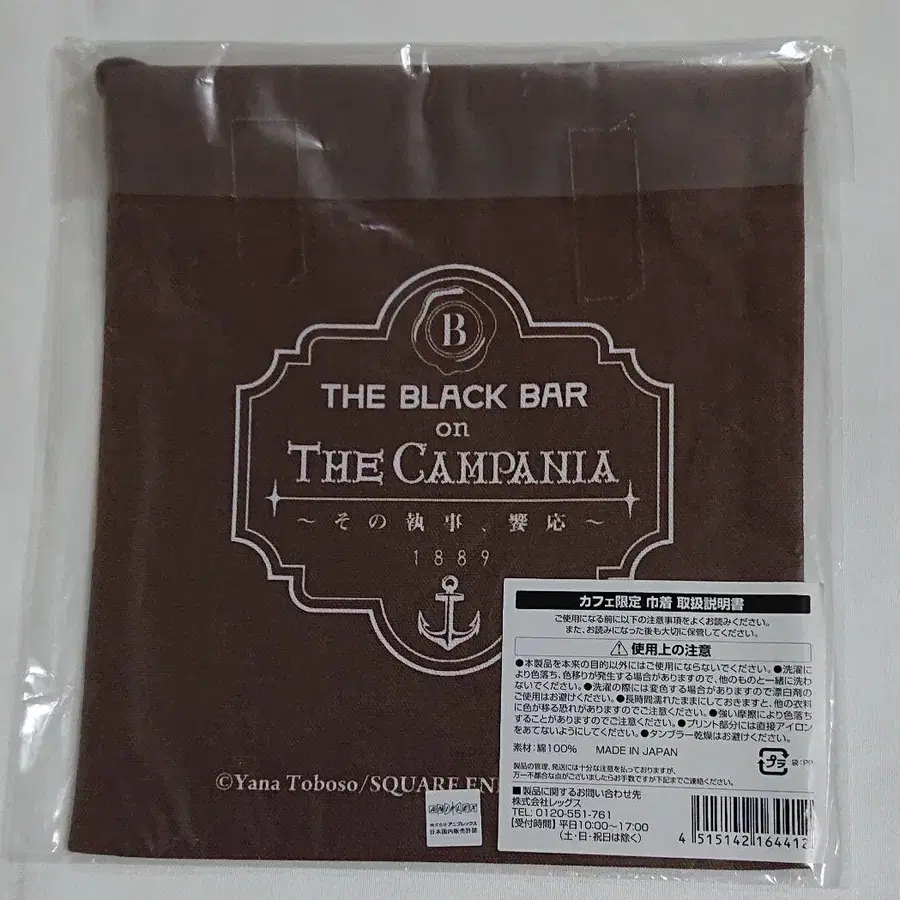 B
THE BLACK BAR
on
THE CAMPANIA
～その執事、饗応～
1889
©Yana Toboso/SQUARE EN
ANIPLEX
株式会社 アニプレックス
日本国内販売許諾
カフェ限定 巾着 取扱説明書
ご使用になる前に以下の注意事項をよくお読みください。
また、お読みになった後も大切に保管してください。
⚠使用上の注意
●本製品を本来の目的以外にはご使用にならないでください。●洗濯に
より色落ち、色移りが発生する場合がありますので、他のものと一緒に洗わ
ないでください。●洗濯の際には変色する場合がありますので漂白剤の
ご使用はお避けください。●長時間濡れたままにしておきますと、他の衣料
に色が移る恐れがありますのでご注意ください。●強い摩擦により色落ち
することがありますのでご注意ください。●プリント部分には直接アイロン
をあてないようにしてください。●タンブラー乾燥はお避けください。
素材:綿100% MADE IN JAPAN
プラ 袋:PP
製品の管理、発送には十分な注意を払っておりますが、
万一不都合な点がございましたらお手数ですが下記までご連絡ください。
■製品に関するお問い合わせ先
株式会社レッグス
TEL: 0120-551-761
【受付時間】平日10:00～17:00
(土・日・祝日は除く)
4 515142 164412